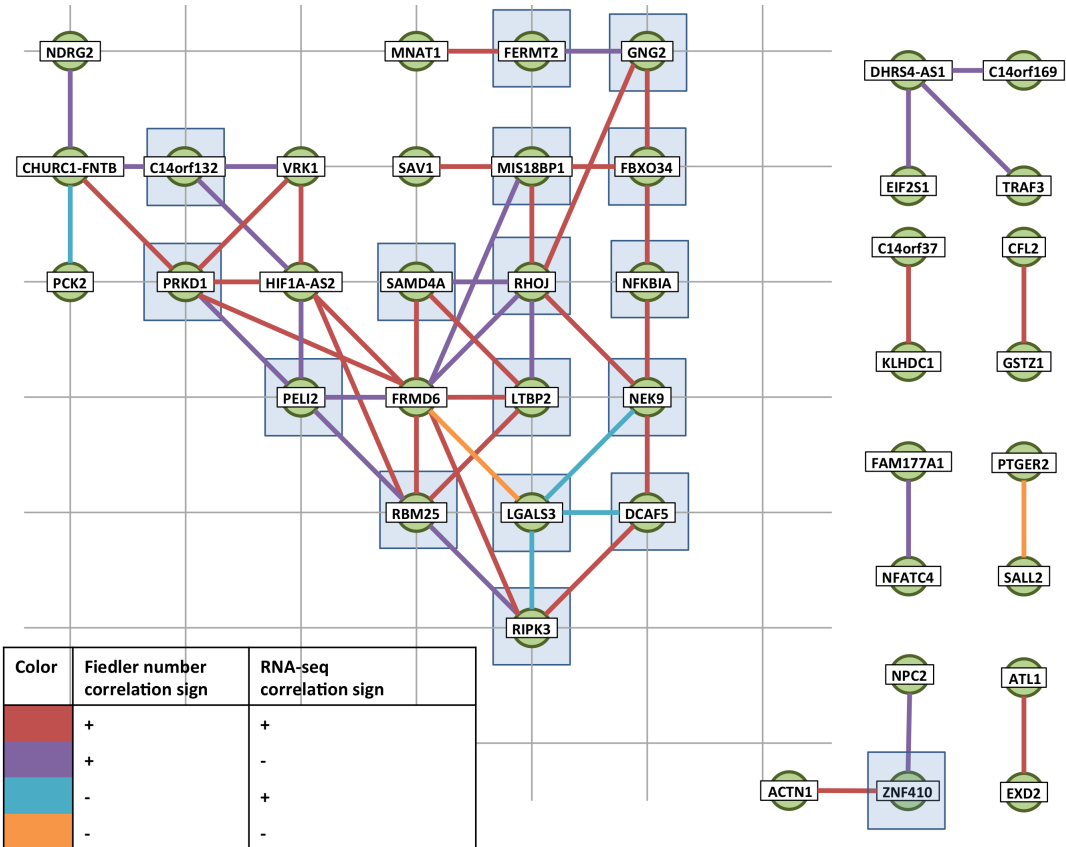 NDRG2
MNAT1
FERMT2
GNG2
DHRS4-AS1
C14orf169
CHURC1-FNTB
C14orf132
VRK1
SAV1
MIS18BP1
FBXO34
EIF2S1
TRAF3
C14orf37
CFL2
PCK2
PRKD1
HIF1A-AS2
SAMD4A
RHOJ
NFKBIA
KLHDC1
GSTZ1
PELI2
FRMD6
LTBP2
NEK9
FAM177A1
PTGER2
RBM25
LGALS3
DCAF5
NFATC4
SALL2
RIPK3
NPC2
ATL1
ACTN1
ZNF410
EXD2
Color
Fiedler number
correlation sign
RNA-seq
correlation sign
+ +
+ -
- +
- -